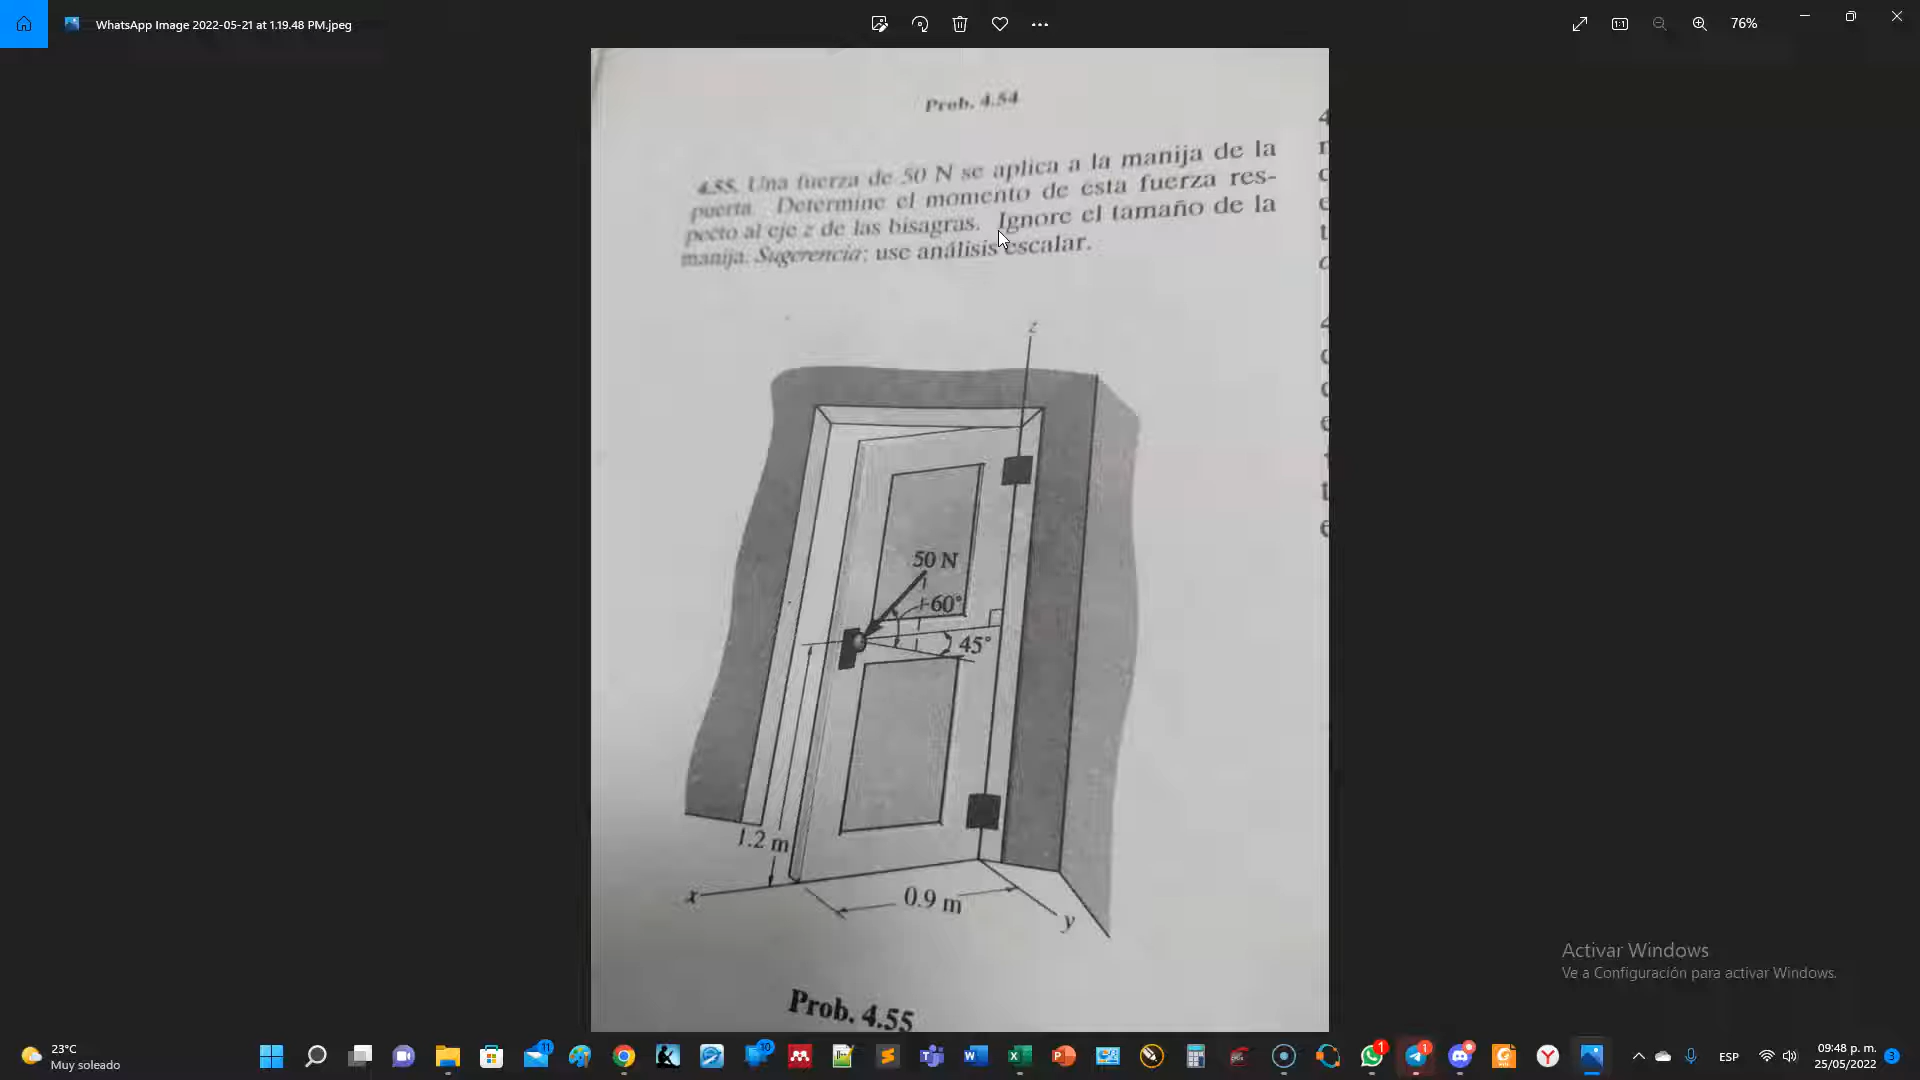 WhatsApp Image 2022-05-21 at 1.19.48 PM.jpeg
76%
Prob. 4.54
4.55. Una fuerza de 50 N se aplica a la manija de la
puerta. Determine el momento de esta fuerza res-
pecto al eje z de las bisagras. Ignore el tamaño de la
manija. Sugerencia: use análisis escalar.
z
50 N
60°
45°
1.2 m
x
0.9 m
y
Prob. 4.55
Activar Windows
Ve a Configuración para activar Windows.
23°C
Muy soleado
ESP
09:48 p. m.
25/05/2022